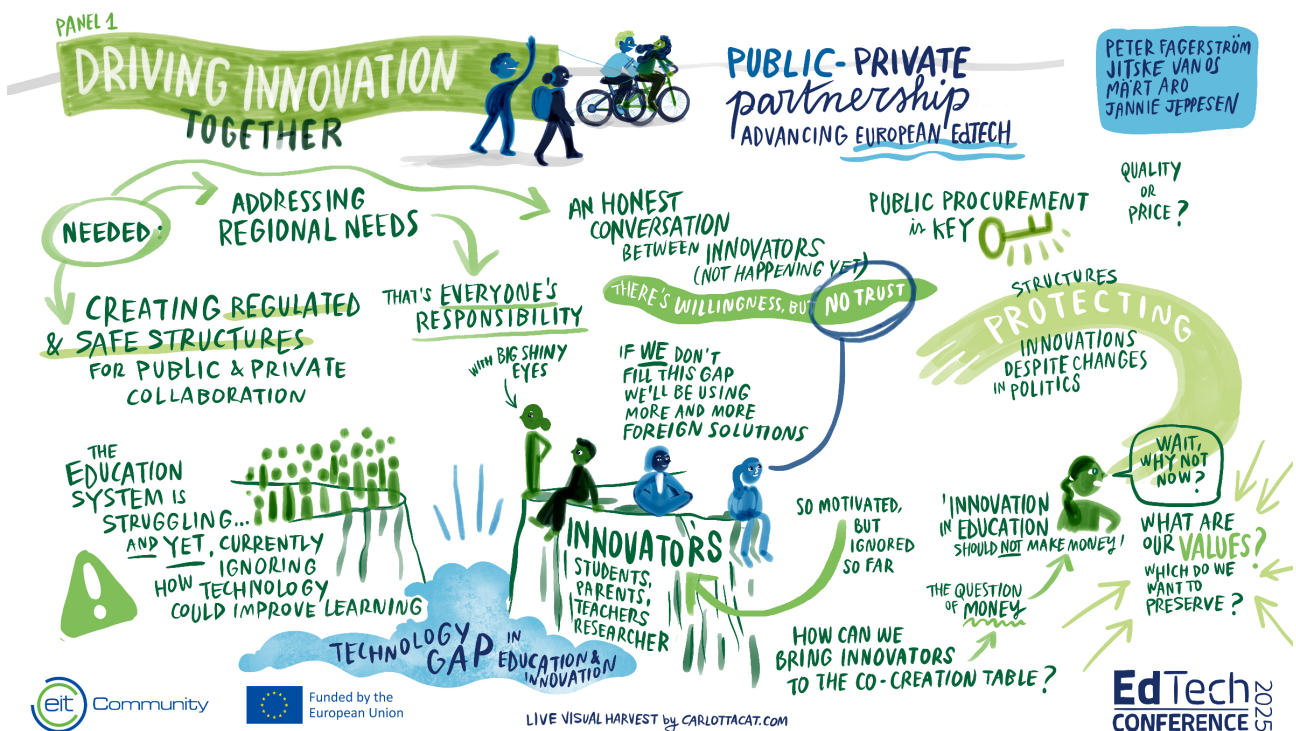 PANEL 1
DRIVING INNOVATION
TOGETHER
PUBLIC-PRIVATE
partnership
ADVANCING EUROPEAN EdTECH
PETER FAGERSTRÖM
JITSKE VAN OS
MÄRT ARO
JANNIE JEPPESEN
NEEDED:
ADDRESSING
REGIONAL NEEDS
CREATING REGULATED
& SAFE STRUCTURES
FOR PUBLIC & PRIVATE
COLLABORATION
THAT'S EVERYONE'S
RESPONSIBILITY
AN HONEST
CONVERSATION
BETWEEN INNOVATORS
(NOT HAPPENING YET)
THERE'S WILLINGNESS, BUT NO TRUST
PUBLIC PROCUREMENT
is KEY
QUALITY
OR
PRICE?
STRUCTURES
PROTECTING
INNOVATIONS
DESPITE CHANGES
IN POLITICS
WITH BIG SHINY
EYES
IF WE DON'T
FILL THIS GAP
WE'LL BE USING
MORE AND MORE
FOREIGN SOLUTIONS
THE
EDUCATION
SYSTEM IS
STRUGGLING...
AND YET, CURRENTLY
IGNORING
HOW TECHNOLOGY
COULD IMPROVE LEARNING
TECHNOLOGY
GAP IN
EDUCATION &
INNOVATION
INNOVATORS
STUDENTS,
PARENTS,
TEACHERS
RESEARCHER
SO MOTIVATED,
BUT
IGNORED
SO FAR
HOW CAN WE
BRING INNOVATORS
TO THE CO-CREATION TABLE?
THE QUESTION
OF MONEY
'INNOVATION
IN EDUCATION
SHOULD NOT MAKE MONEY!
WAIT,
WHY NOT
NOW?
WHAT ARE
OUR VALUES?
WHICH DO WE
WANT TO
PRESERVE?
eit Community
Funded by the
European Union
LIVE VISUAL HARVEST by CARLOTTACAT.COM
EdTech
CONFERENCE
2025